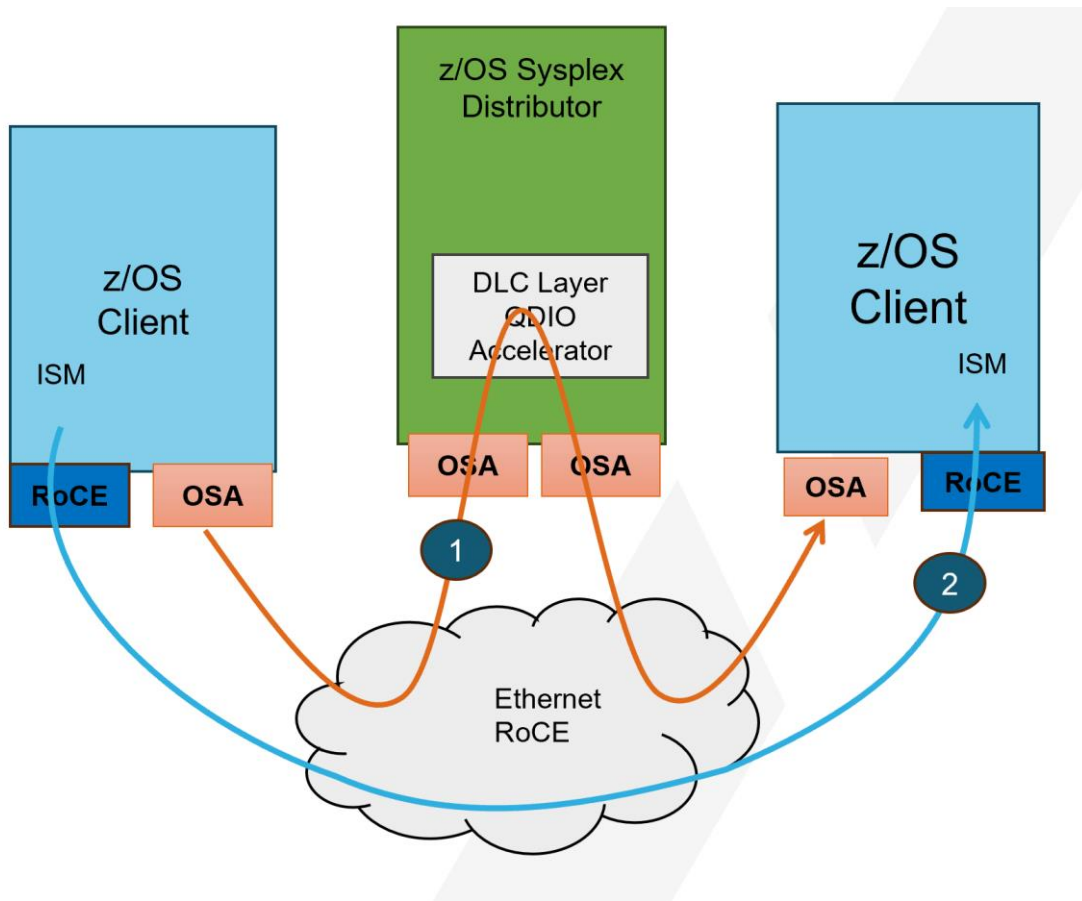 z/OS Sysplex
Distributor
DLC Layer
QDIO
Accelerator
z/OS
Client
ISM
z/OS
Client
ISM
RoCE
OSA
OSA
OSA
OSA
RoCE
1
2
Ethernet
RoCE